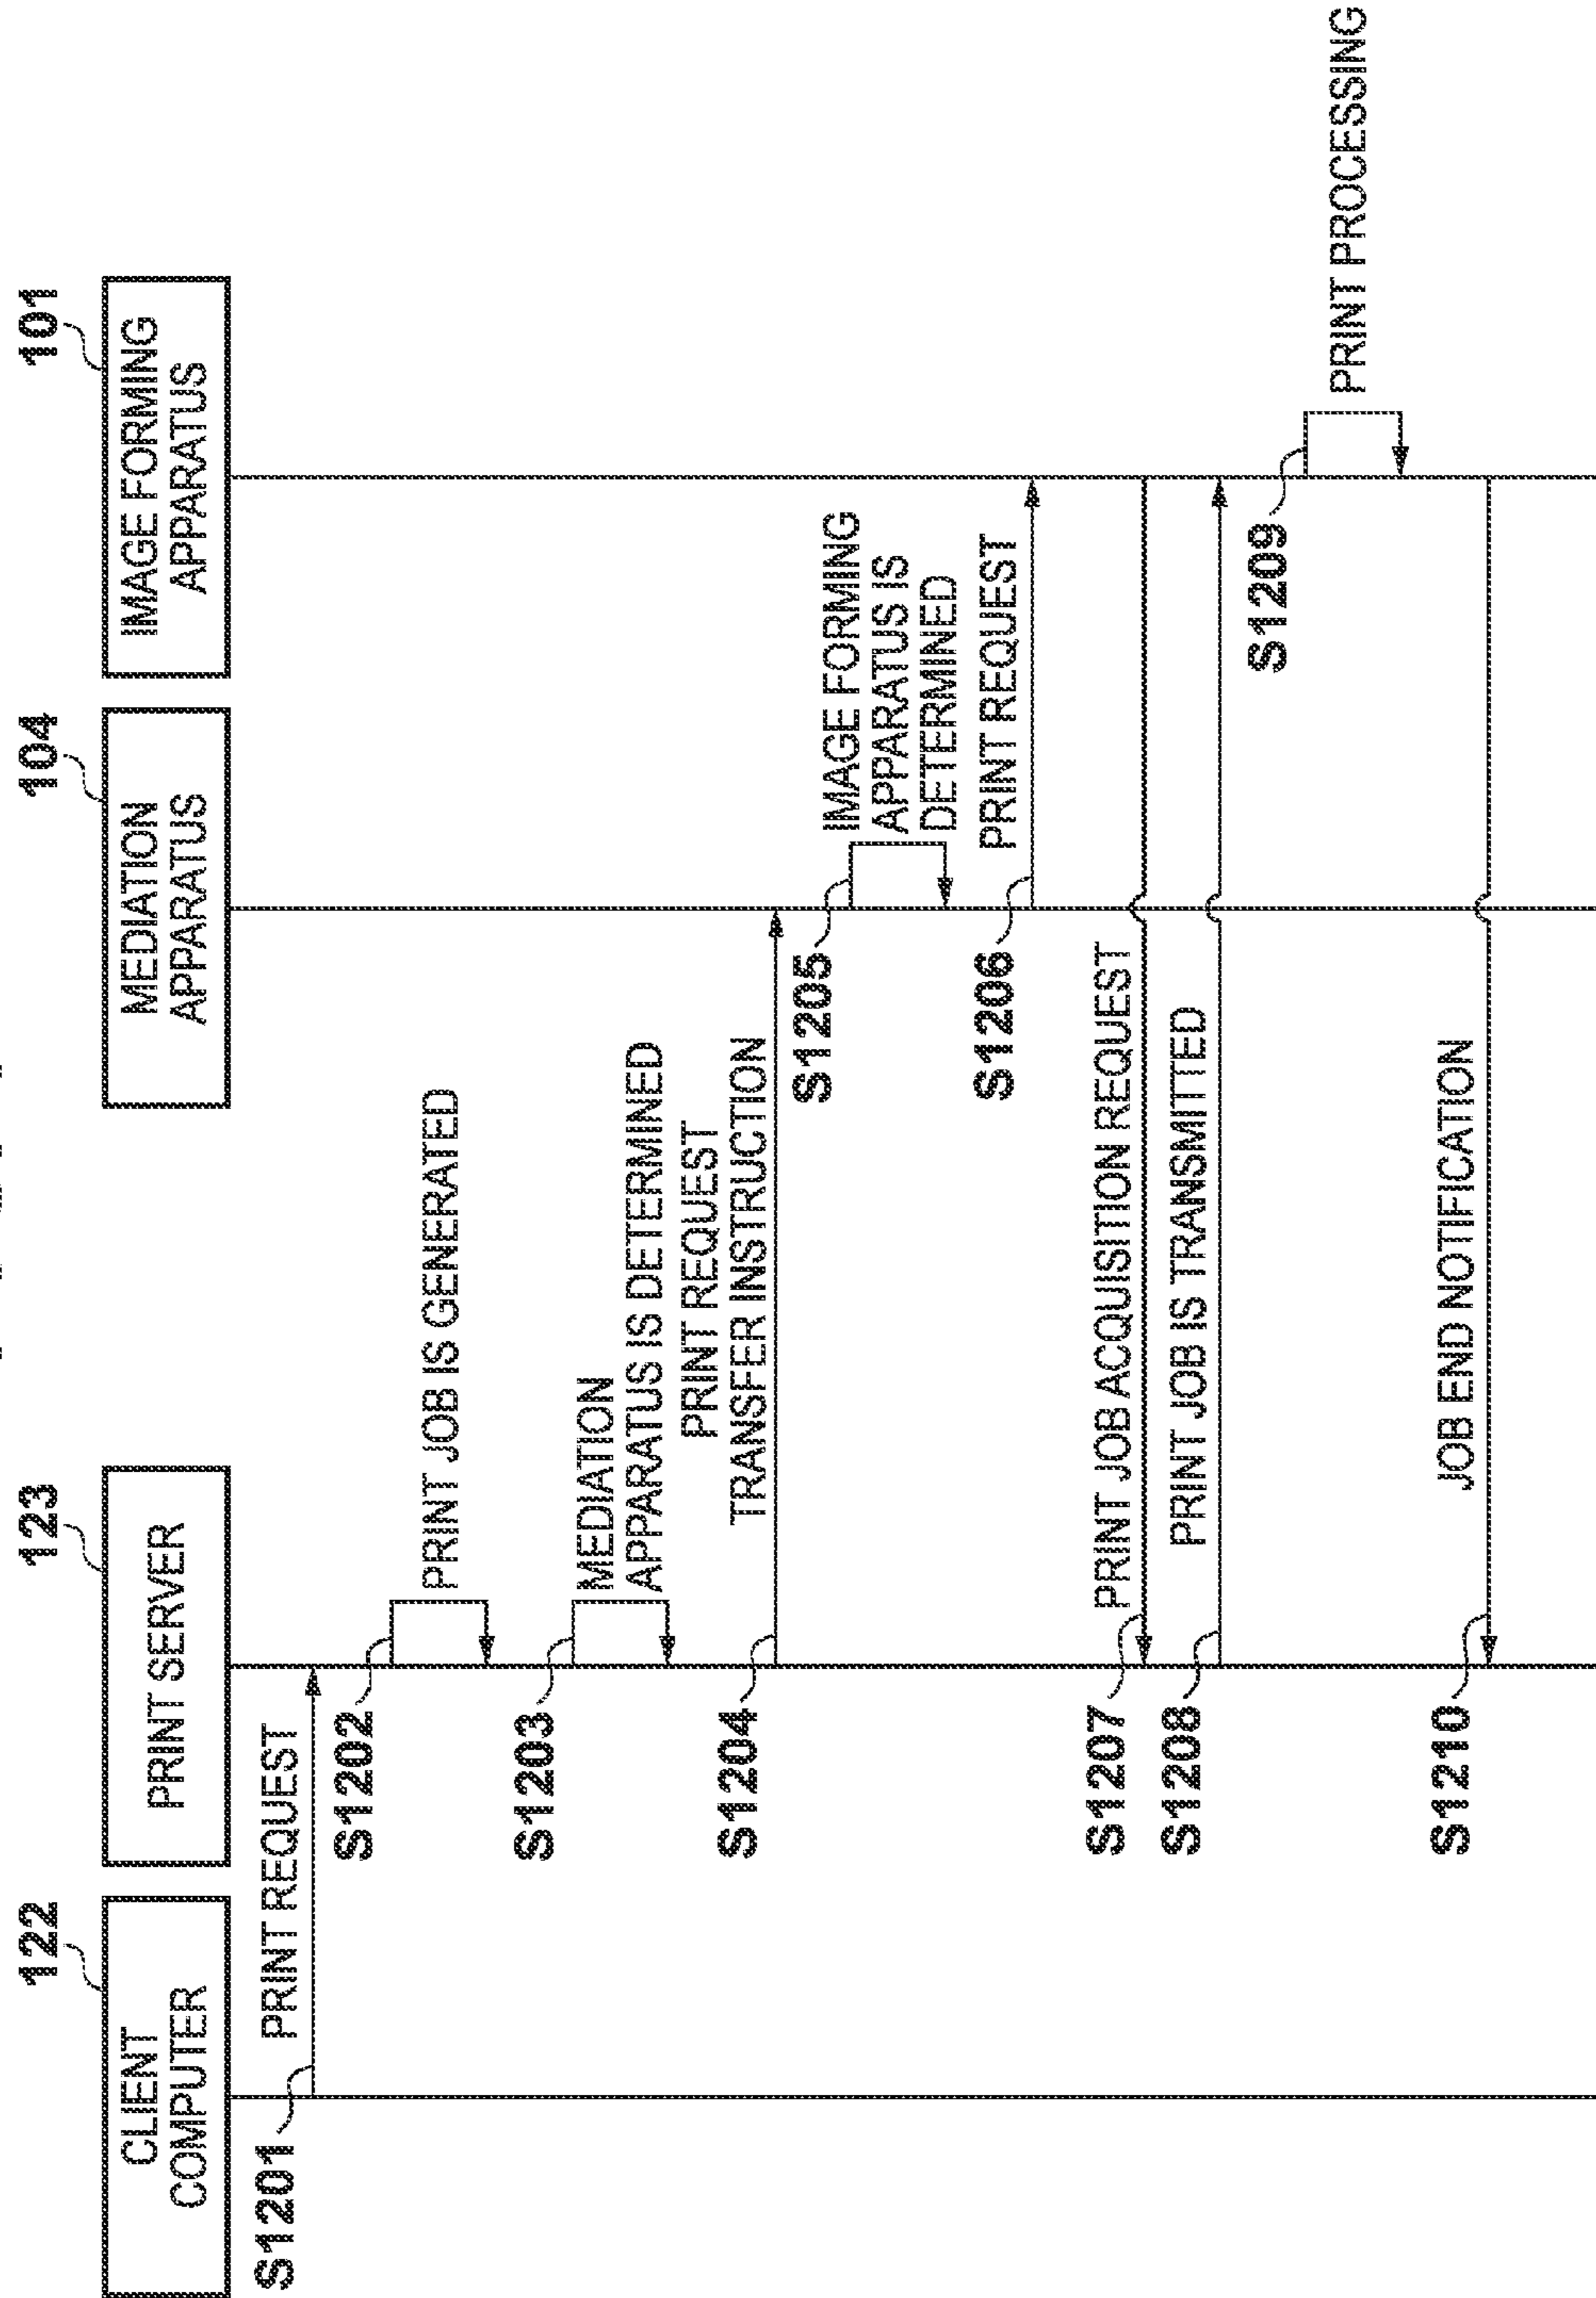 122
CLIENT
COMPUTER
123
PRINT SERVER
104
MEDIATION
APPARATUS
101
IMAGE FORMING
APPARATUS
S1201
PRINT REQUEST
S1202
PRINT JOB IS GENERATED
S1203
MEDIATION
APPARATUS IS DETERMINED
S1204
PRINT REQUEST
TRANSFER INSTRUCTION
S1205
IMAGE FORMING
APPARATUS IS
DETERMINED
S1206
PRINT REQUEST
S1207
PRINT JOB ACQUISITION REQUEST
S1208
PRINT JOB IS TRANSMITTED
S1209
PRINT PROCESSING
S1210
JOB END NOTIFICATION